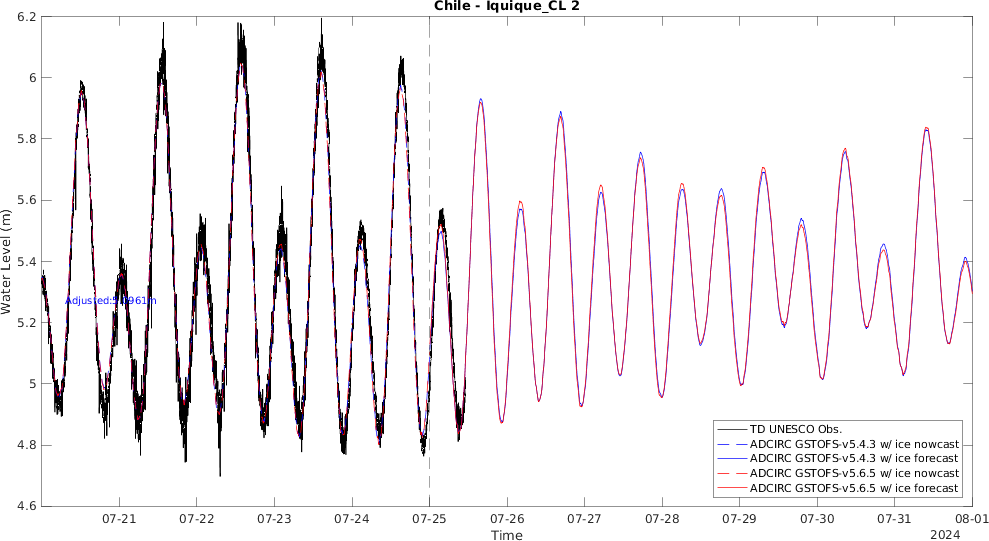 Chile - Iquique_CL 2
6.2
6
5.8
5.6
5.4
5.2
5
4.8
4.6
Water Level (m)
TD UNESCO Obs.
ADCIRC GSTOFS-v5.4.3 w/ ice nowcast
ADCIRC GSTOFS-v5.4.3 w/ ice forecast
ADCIRC GSTOFS-v5.6.5 w/ ice nowcast
ADCIRC GSTOFS-v5.6.5 w/ ice forecast
07-21 07-22 07-23 07-24 07-25 07-26 07-27 07-28 07-29 07-30 07-31 08-01
Time
2024